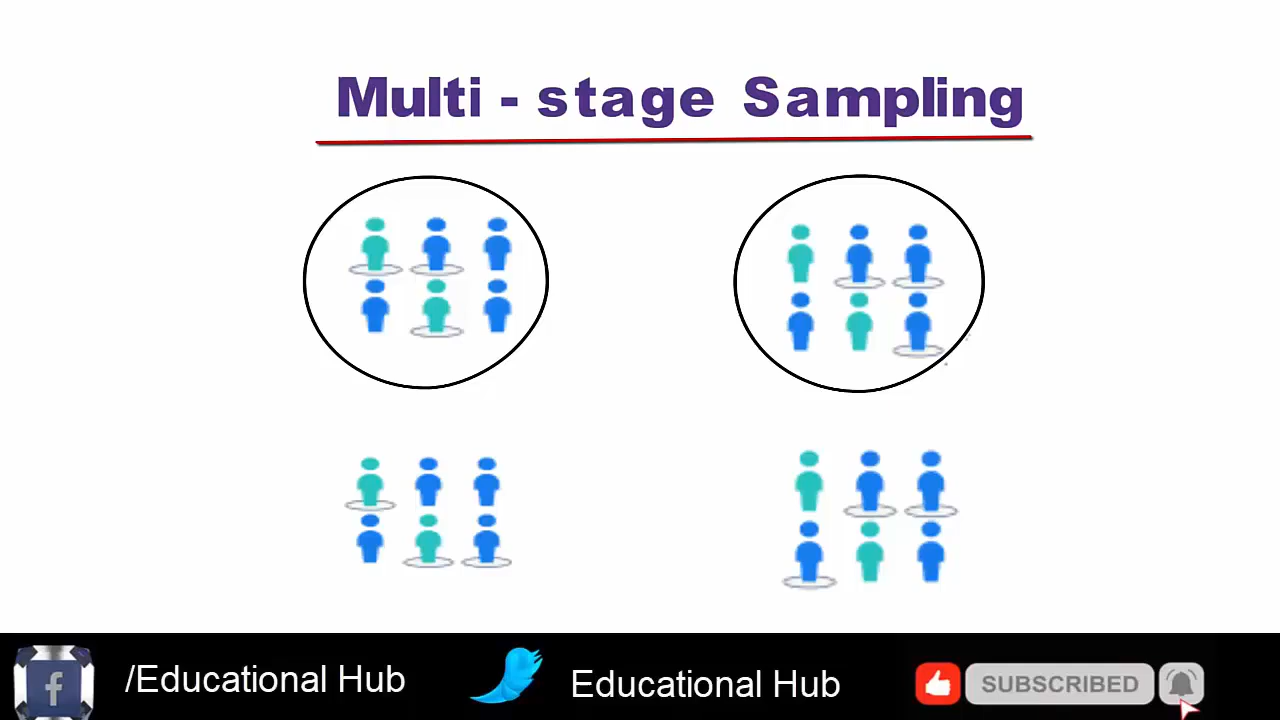 Multi - stage Sampling
/Educational Hub
Educational Hub
SUBSCRIBED